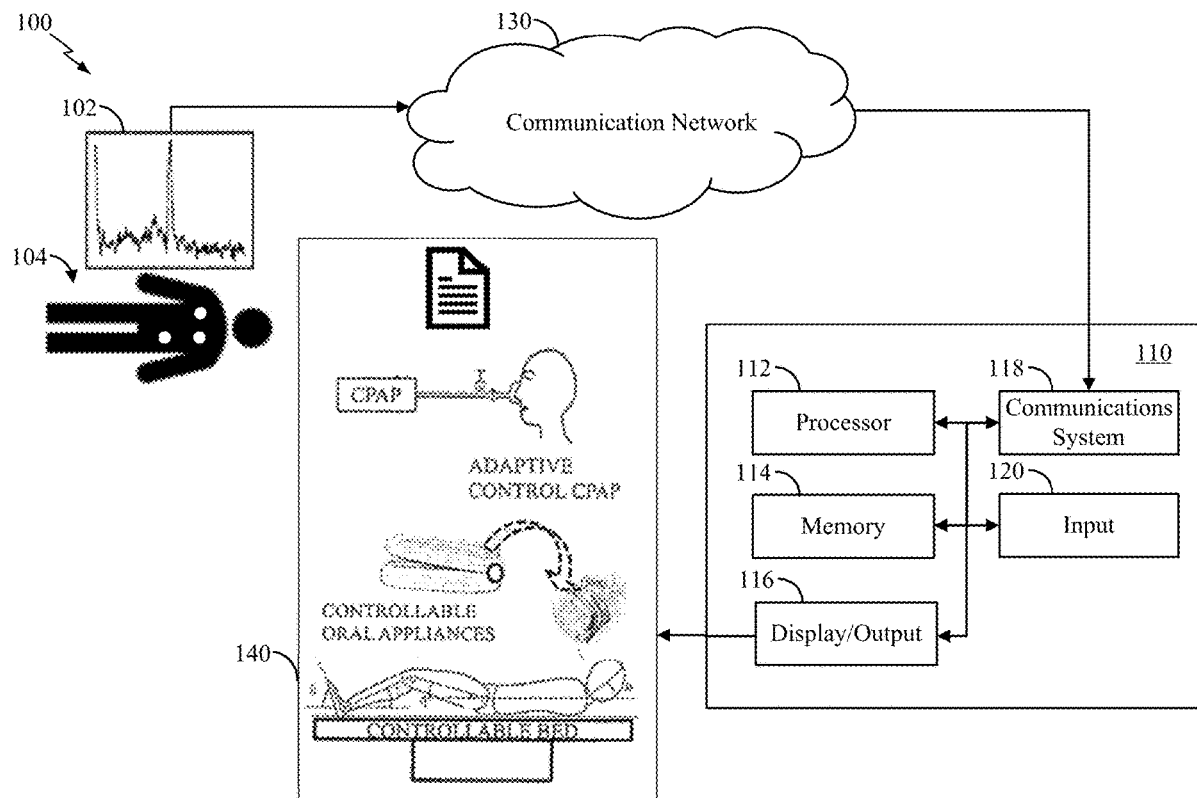 100
130
102
Communication Network
104
110
112
118
Processor
Communications
System
CPAP
114
120
ADAPTIVE
CONTROL CPAP
Memory
Input
116
CONTROLLABLE
ORAL APPLIANCES
Display/Output
140
CONTROLLABLE BED